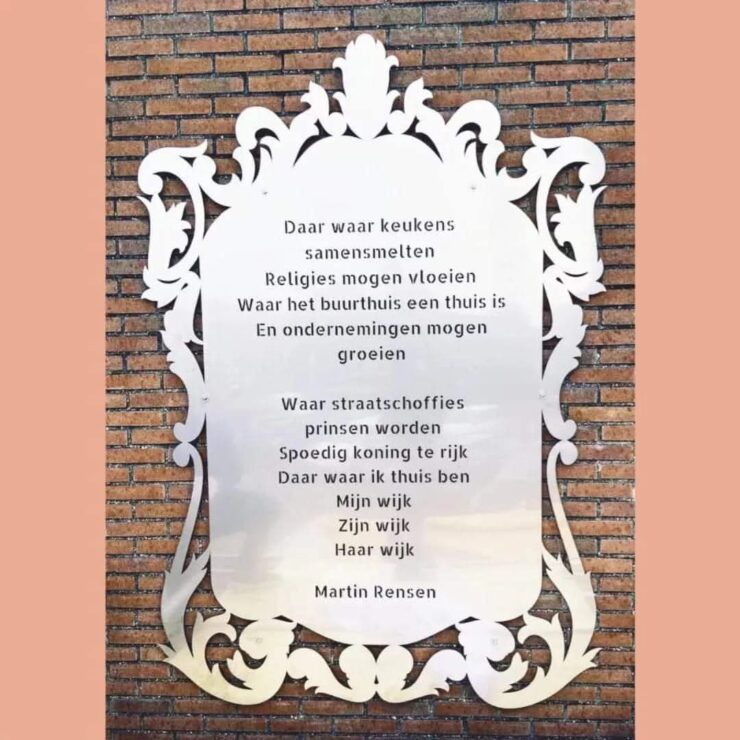 Daar waar keukens
samensmelten
Religies mogen vloeien
Waar het buurthuis een thuis is
En ondernemingen mogen
groeien
Waar straatschoffies
prinsen worden
Spoedig koning te rijk
Daar waar ik thuis ben
Mijn wijk
Zijn wijk
Haar wijk
Martin Rensen